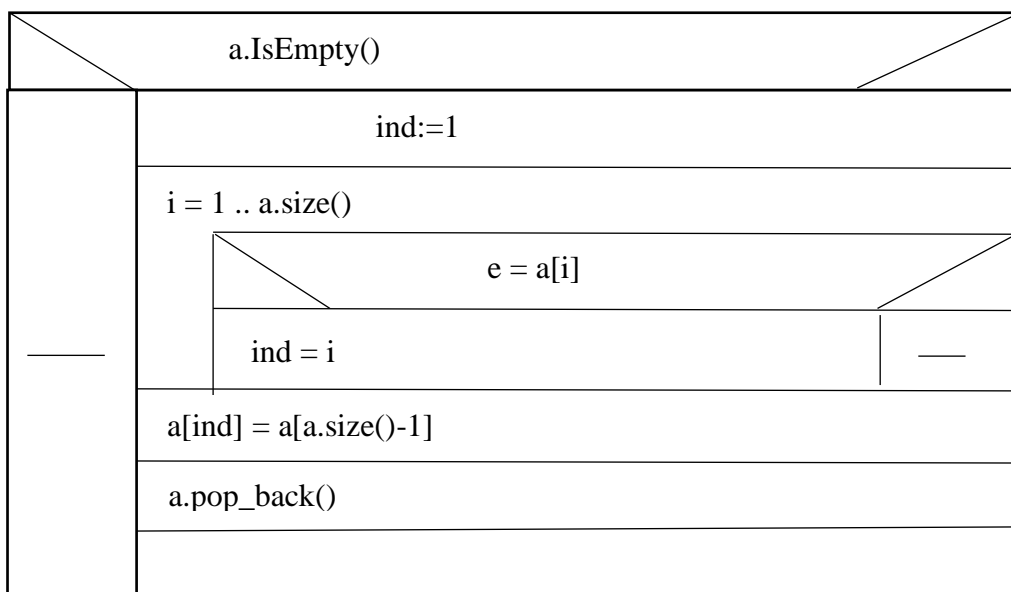 a.IsEmpty()
ind:=1
i = 1 .. a.size()
e = a[i]
ind = i
a[ind] = a[a.size()-1]
a.pop_back()